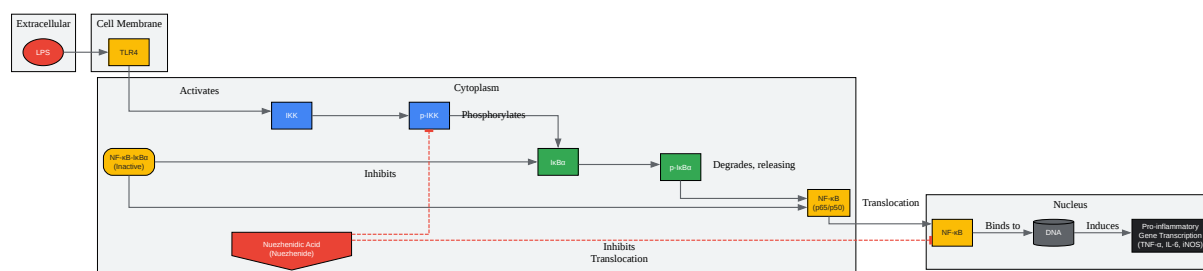 Extracellular
Cell Membrane
LPS
TLR4
Cytoplasm
Activates
IKK
p-IKK
Phosphorylates
NF-κB-IκBα
(Inactive)
Inhibits
IκBα
p-IκBα
Degrades, releasing
NF-κB
(p65/p50)
Translocation
Nucleus
NF-κB
Binds to
DNA
Induces
Pro-inflammatory
Gene Transcription
(TNF-α, IL-6, iNOS)
Nuezhenidic Acid
(Nuezhenide)
Inhibits
Translocation